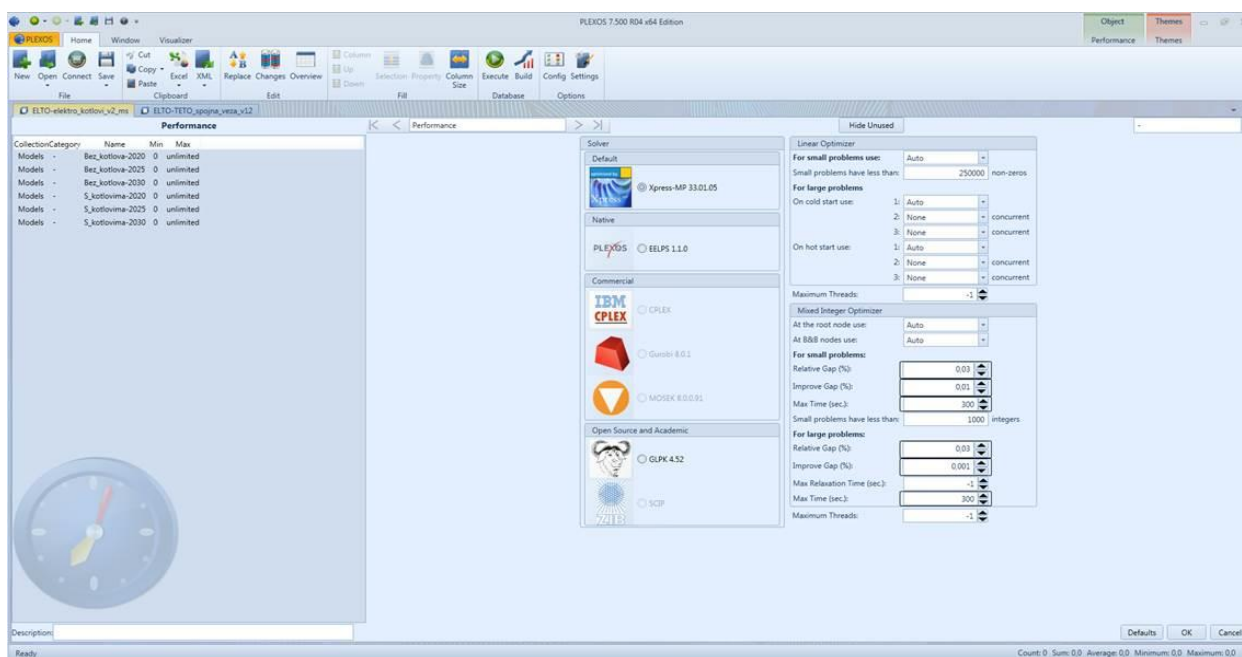 PLEXOS 7.500 R04 x64 Edition
Object Themes
PLEXOS Home Window Visualizer Performance Themes
New Open Connect Save Cut Copy Paste Excel XML Replace Changes Overview Column Up Down Selection Property Column Size Execute Build Config Settings
File Clipboard Edit Fill Database Options
ELTO-elektro_kotlovi_v2_ms ELTO-TETO_spojna_veza_v12
Performance Performance Hide Unused -
Collection Category Name Min Max
Models - Bez_kotlova-2020 0 unlimited
Models - Bez_kotlova-2025 0 unlimited
Models - Bez_kotlova-2030 0 unlimited
Models - S_kotlovima-2020 0 unlimited
Models - S_kotlovima-2025 0 unlimited
Models - S_kotlovima-2030 0 unlimited
Solver
Default
Xpress-MP 33.01.05
Native
PLEXOS EELPS 1.1.0
Commercial
IBM CPLEX CPLEX
Gurobi 8.0.1
MOSEK 6.0.0.91
Open Source and Academic
GLPK 4.52
ZIB SCIP
Linear Optimizer
For small problems use: Auto
Small problems have less than: 250000 non-zeros
For large problems
On cold start use: 1: Auto
2: None concurrent
3: None concurrent
On hot start use: 1: Auto
2: None concurrent
3: None concurrent
Maximum Threads: -1
Mixed Integer Optimizer
At the root node use: Auto
At B&B nodes use: Auto
For small problems:
Relative Gap (%): 0,03
Improve Gap (%): 0,01
Max Time (sec.): 300
Small problems have less than: 1000 integers
For large problems:
Relative Gap (%): 0,03
Improve Gap (%): 0,001
Max Relaxation Time (sec.): -1
Max Time (sec.): 300
Maximum Threads: -1
Description:
Defaults OK Cancel
Ready Count: 0 Sum: 0.0 Average: 0.0 Minimum: 0.0 Maximum: 0.0